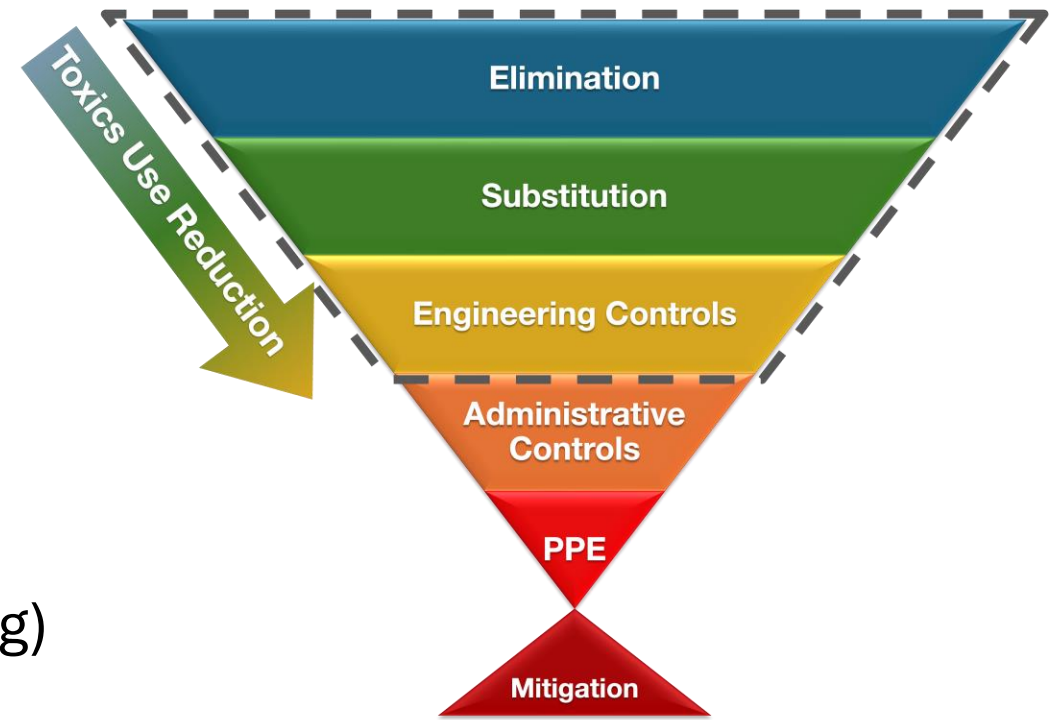 Toxics Use Reduction
Elimination
Substitution
Engineering Controls
Administrative
Controls
PPE
g)
Mitigation